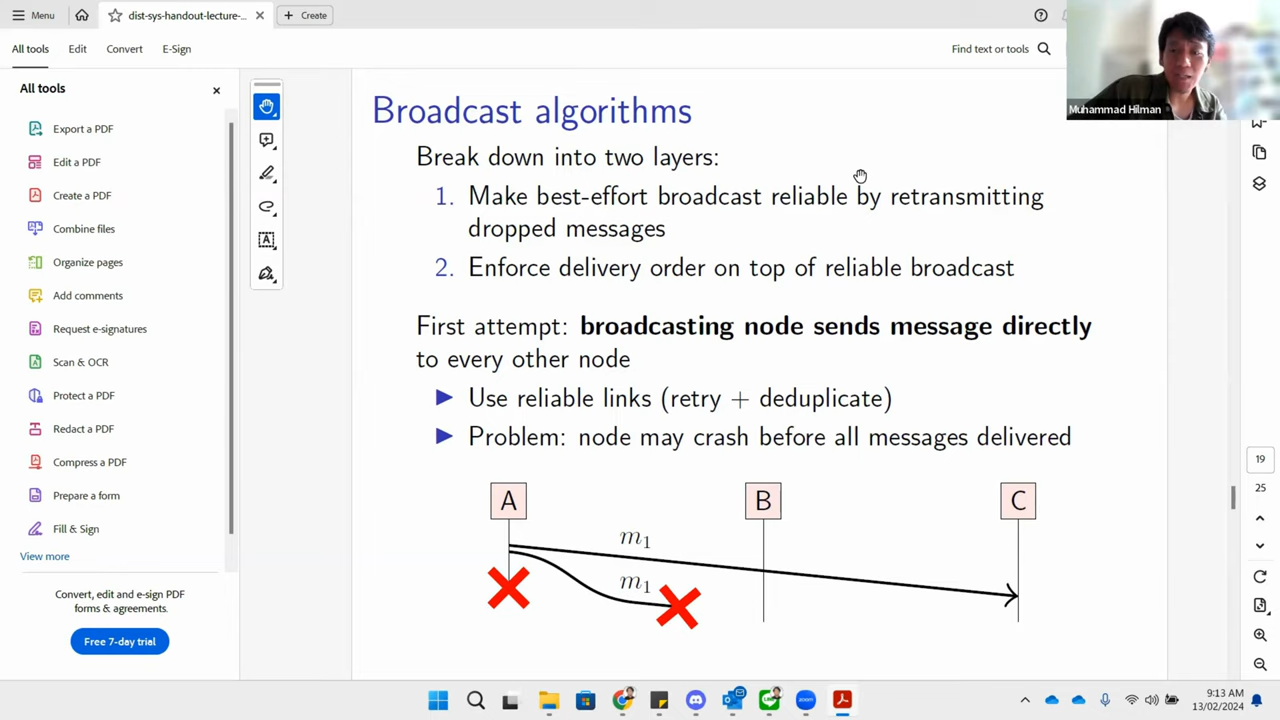 Menu
dist-sys-handout-lecture-...
Create
All tools
Edit
Convert
E-Sign
Find text or tools
Muhammad Hilman
All tools
Export a PDF
Edit a PDF
Create a PDF
Combine files
Organize pages
Add comments
Request e-signatures
Scan & OCR
Protect a PDF
Redact a PDF
Compress a PDF
Prepare a form
Fill & Sign
View more
Convert, edit and e-sign PDF
forms & agreements.
Free 7-day trial
Broadcast algorithms
Break down into two layers:
1. Make best-effort broadcast reliable by retransmitting
dropped messages
2. Enforce delivery order on top of reliable broadcast
First attempt: broadcasting node sends message directly
to every other node
▶ Use reliable links (retry + deduplicate)
▶ Problem: node may crash before all messages delivered
A B C
m₁
m₁
19
25
9:13 AM
13/02/2024